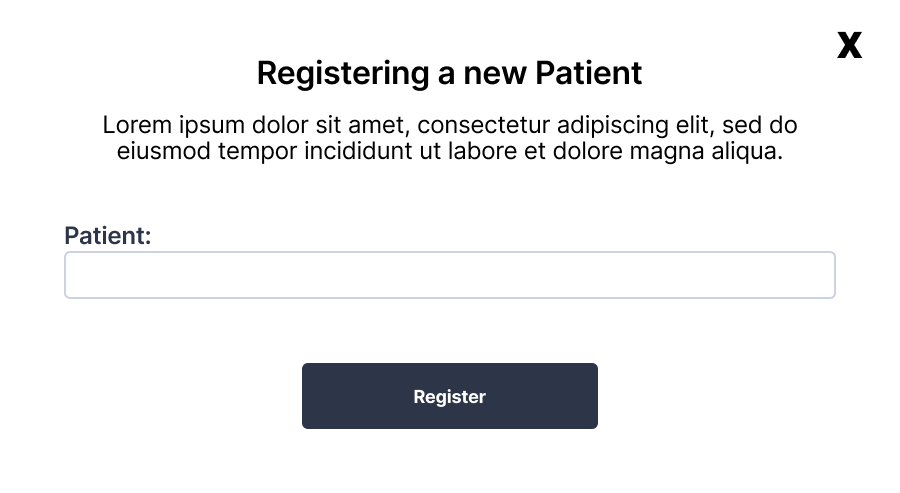 X
Registering a new Patient
Lorem ipsum dolor sit amet, consectetur adipiscing elit, sed do
eiusmod tempor incididunt ut labore et dolore magna aliqua.
Patient:
Register